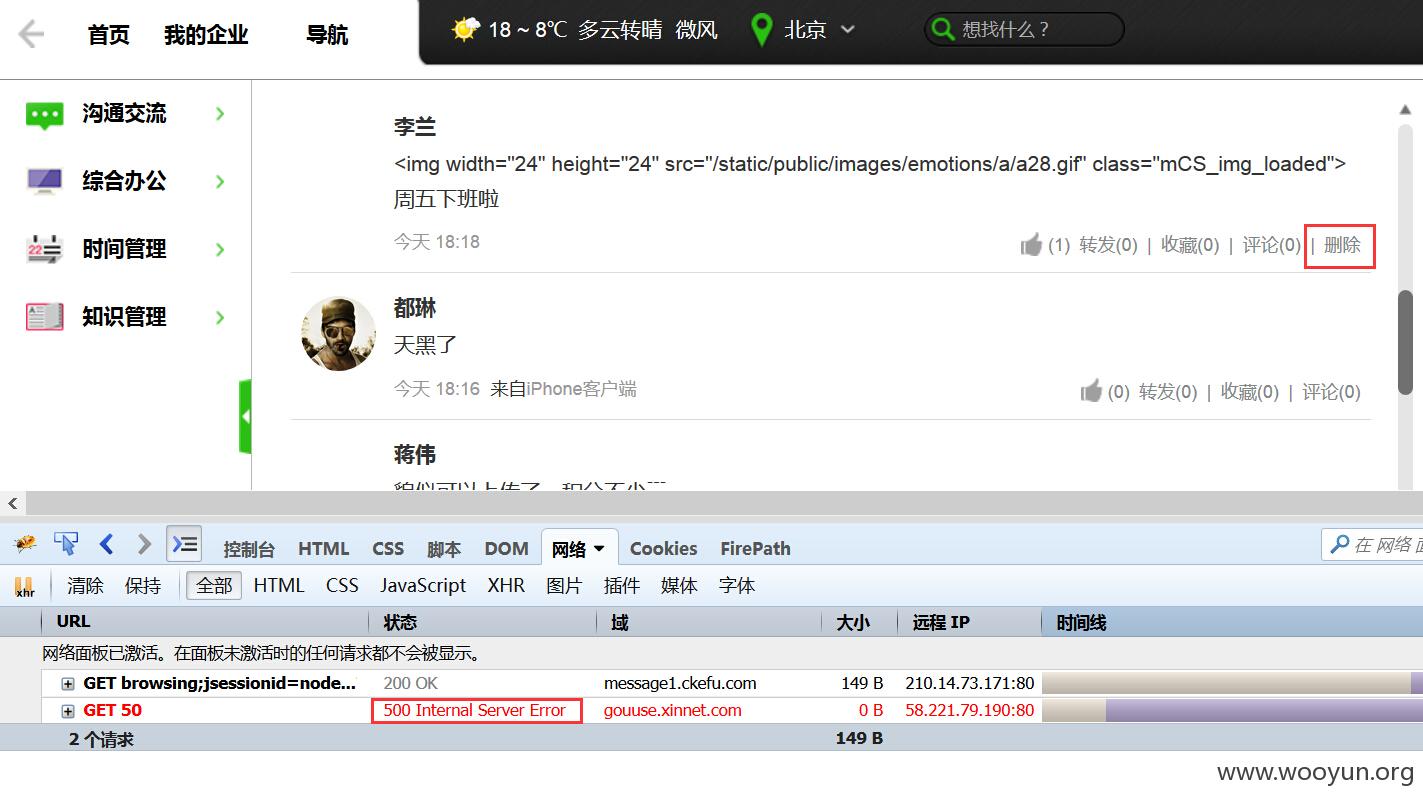 首页 我的企业 导航 18 ~ 8℃ 多云转晴 微风 北京 想找什么？
沟通交流
综合办公
时间管理
22
知识管理
李兰
<img width="24" height="24" src="/static/public/images/emotions/a/a28.gif" class="mCS_img_loaded">
周五下班啦
今天 18:18 (1) 转发(0) | 收藏(0) | 评论(0) | 删除
都琳
天黑了
今天 18:16 来自iPhone客户端 (0) 转发(0) | 收藏(0) | 评论(0)
蒋伟
控制台 HTML CSS 脚本 DOM 网络 Cookies FirePath 在 网络
xhr 清除 保持 全部 HTML CSS JavaScript XHR 图片 插件 媒体 字体
URL 状态 域 大小 远程 IP 时间线
网络面板已激活。在面板未激活时的任何请求都不会被显示。
GET browsing;jsessionid=node... 200 OK message1.ckefu.com 149 B 210.14.73.171:80
GET 50 500 Internal Server Error gouuse.xinnet.com 0 B 58.221.79.190:80
2 个请求 149 B
www.wooyun.org